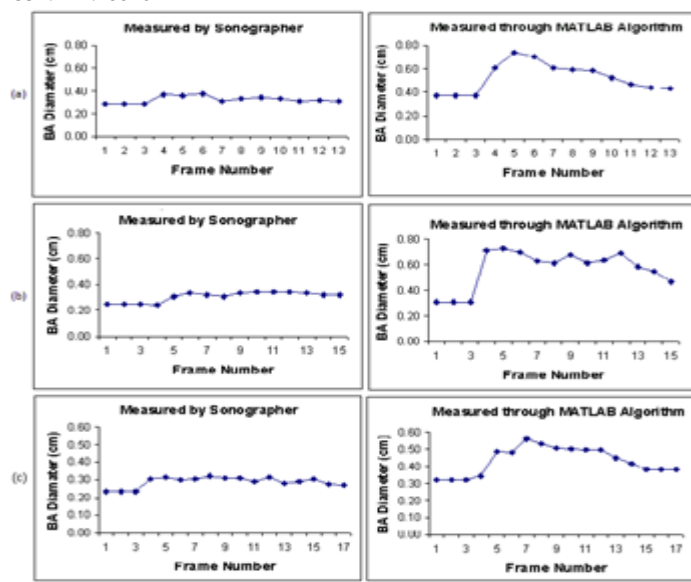 Measured by Sonographer
BA Diameter (cm)
0.80
0.60
0.40
0.20
0.00
1 2 3 4 5 6 7 8 9 10 11 12 13
Frame Number
(a)
Measured through MATLAB Algorithm
BA Diameter (cm)
0.80
0.60
0.40
0.20
0.00
1 2 3 4 5 6 7 8 9 10 11 12 13
Frame Number
Measured by Sonographer
BA Diameter (cm)
0.80
0.60
0.40
0.20
0.00
1 3 5 7 9 11 13 15
Frame Number
(b)
Measured through MATLAB Algorithm
BA Diameter (cm)
0.80
0.60
0.40
0.20
0.00
1 3 5 7 9 11 13 15
Frame Number
Measured by Sonographer
BA Diameter (cm)
0.60
0.50
0.40
0.30
0.20
0.10
0.00
1 3 5 7 9 11 13 15 17
Frame Number
(c)
Measured through MATLAB Algorithm
BA Diameter (cm)
0.60
0.50
0.40
0.30
0.20
0.10
0.00
1 3 5 7 9 11 13 15 17
Frame Number